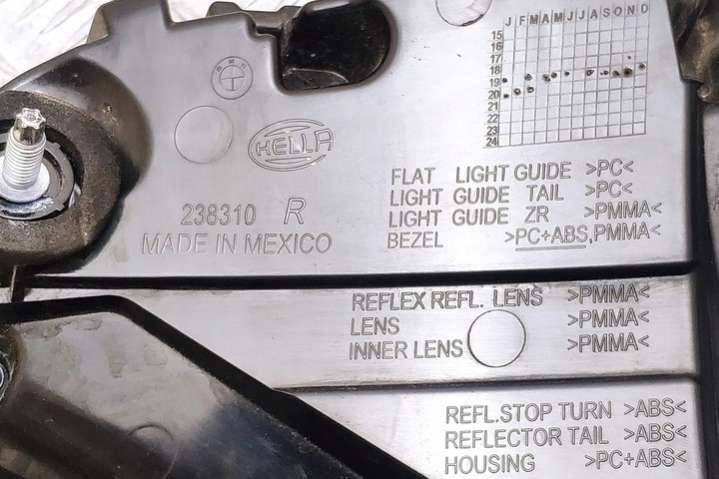 J F M A M J J A S O N D
15
16
17
18
19
20
21
22
23
24
HELLA
FLAT LIGHT GUIDE >PC<
LIGHT GUIDE TAIL >PC<
LIGHT GUIDE ZR >PMMA<
BEZEL >PC+ABS,PMMA<
238310 R
MADE IN MEXICO
REFLEX REFL. LENS >PMMA<
LENS >PMMA<
INNER LENS >PMMA<
REFL.STOP TURN >ABS<
REFLECTOR TAIL >ABS<
HOUSING >PC+ABS<